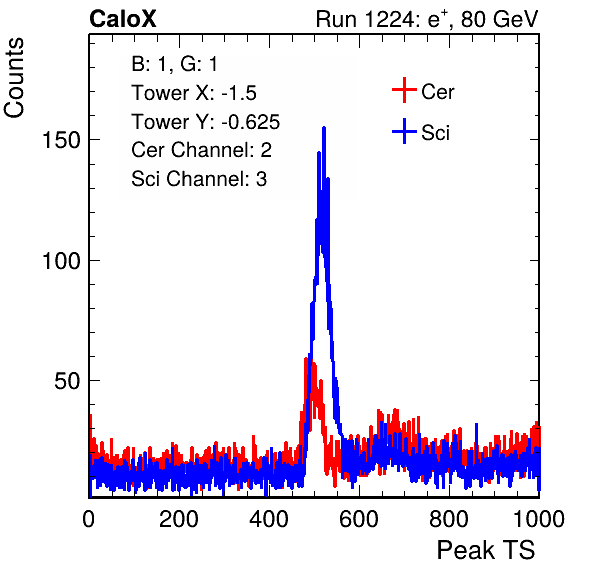 CaloX Run 1224: e+, 80 GeV
Counts
B: 1, G: 1
Tower X: -1.5
Tower Y: -0.625
Cer Channel: 2
Sci Channel: 3
Cer
Sci
150
100
50
0 200 400 600 800 1000
Peak TS